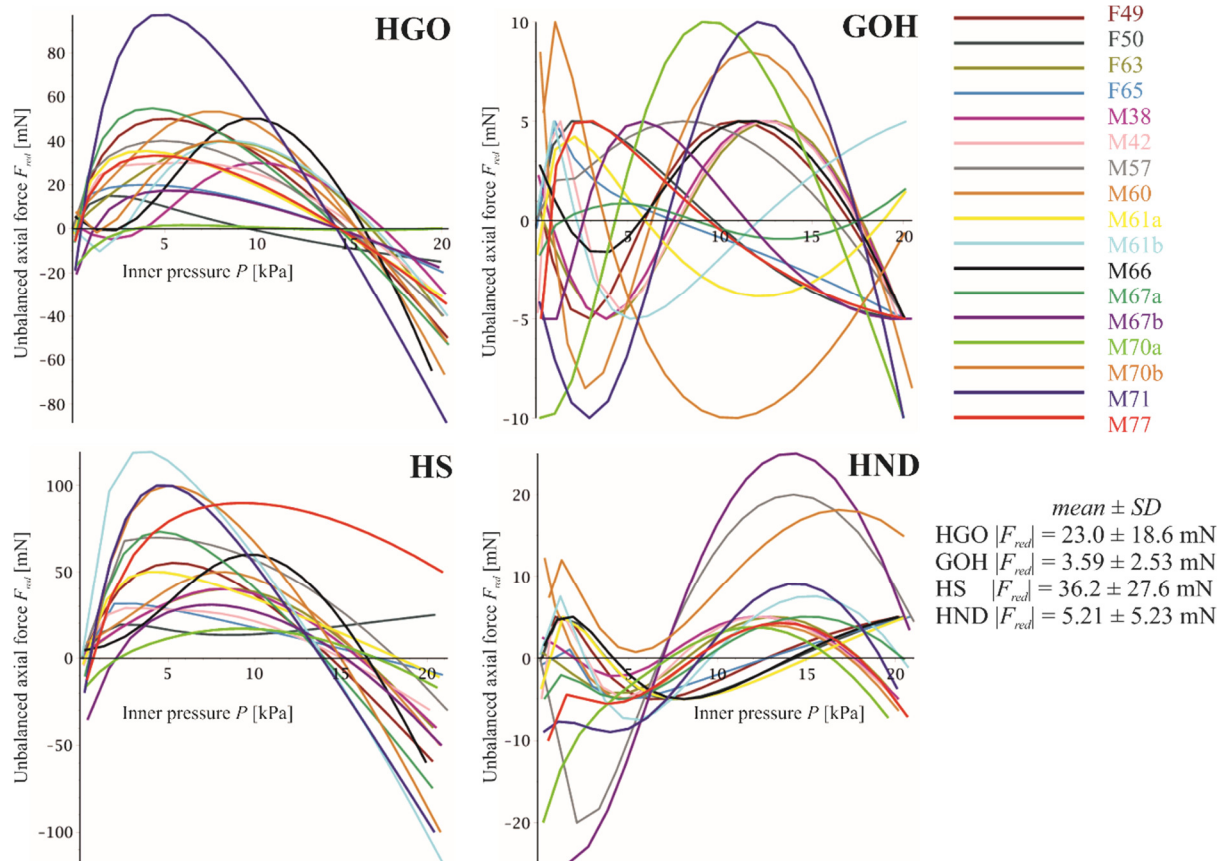 HGO
Unbalanced axial force F_red [mN]
80
60
40
20
0
-20
-40
-60
-80
5
10
15
20
Inner pressure P [kPa]
GOH
Unbalanced axial force F_red [mN]
10
5
0
-5
-10
5
10
15
20
Inner pressure P [kPa]
F49
F50
F63
F65
M38
M42
M57
M60
M61a
M61b
M66
M67a
M67b
M70a
M70b
M71
M77
HS
Unbalanced axial force F_red [mN]
100
50
0
-50
-100
5
10
15
20
Inner pressure P [kPa]
HND
Unbalanced axial force F_red [mN]
20
10
0
-10
-20
5
10
15
20
Inner pressure P [kPa]
mean ± SD
HGO |F_red| = 23.0 ± 18.6 mN
GOH |F_red| = 3.59 ± 2.53 mN
HS |F_red| = 36.2 ± 27.6 mN
HND |F_red| = 5.21 ± 5.23 mN